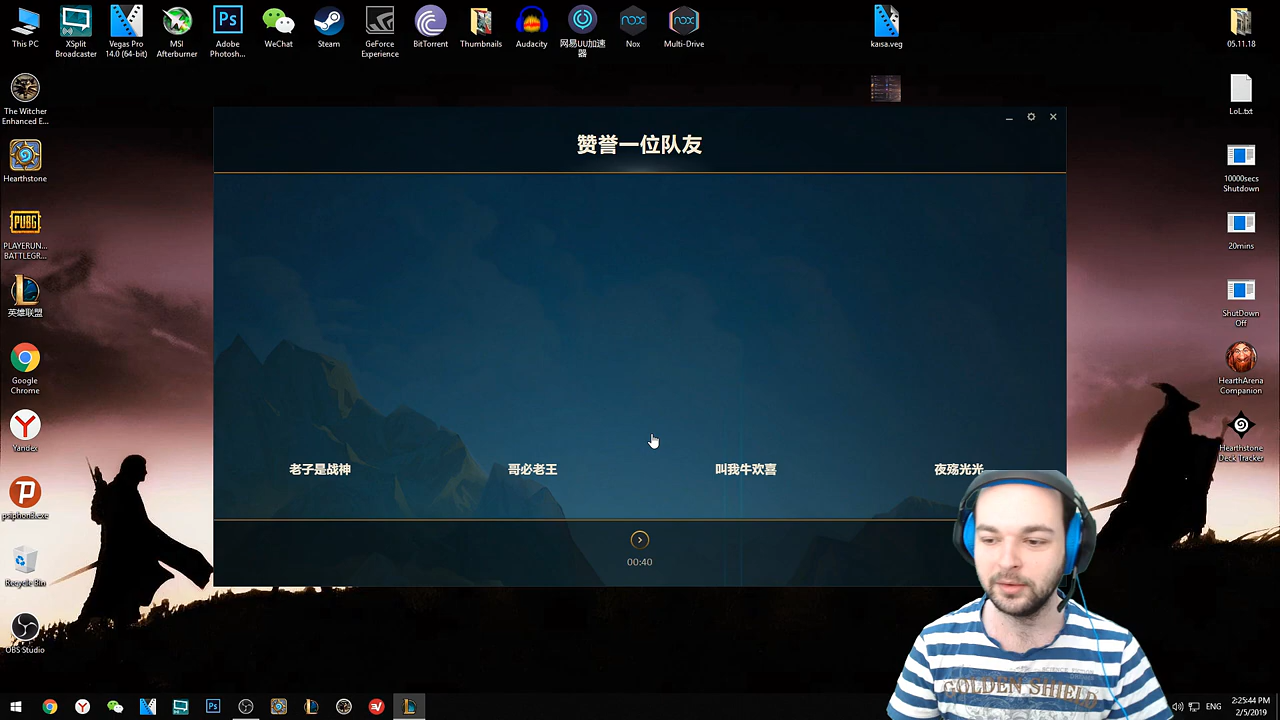 This PC
XSplit
Broadcaster
Vegas Pro
14.0 (64-bit)
MSI
Afterburner
Adobe
Photosh...
WeChat
Steam
GeForce
Experience
BitTorrent
Thumbnails
Audacity
网易UU加速
器
Nox
Multi-Drive
kaisa.veg
05.11.18
The Witcher
Enhanced E...
LoL.txt
Hearthstone
10000secs
Shutdown
PLAYERUN...
BATTLEGR...
20mins
英雄联盟
ShutDown
Off
Google
Chrome
HearthArena
Companion
Yandex
Hearthstone
Deck Tracker
psiphon3.exe
Recycle Bin
OBS Studio
赞誉一位队友
老子是战神
哥必老王
叫我牛欢喜
夜殇光光
00:40
GOLDEN SHIELD
ENG
2:25:44 PM
2/5/2019